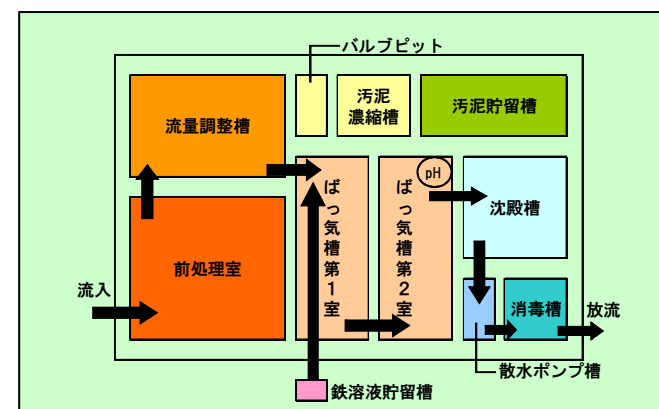 バルブピット
流量調整槽
汚泥
濃縮槽
汚泥貯留槽
ばっ気槽第1室
ばっ気槽第2室
pH
沈殿槽
前処理室
流入
消毒槽
放流
散水ポンプ槽
鉄溶液貯留槽